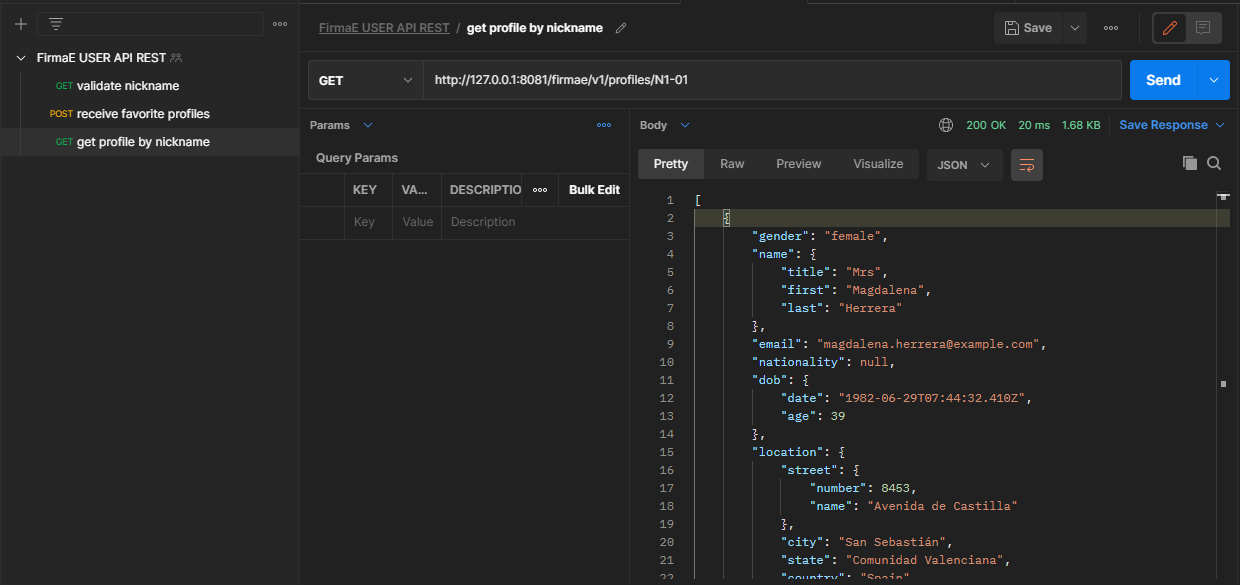 FirmaE USER API REST / get profile by nickname
Save
FirmaE USER API REST
GET validate nickname
POST receive favorite profiles
GET get profile by nickname
GET http://127.0.0.1:8081/firmae/v1/profiles/N1-01
Send
Params
Query Params
KEY VA... DESCRIPTIO Bulk Edit
Key Value Description
Body 200 OK 20 ms 1.68 KB Save Response
Pretty Raw Preview Visualize JSON
1 [
2 {
3 "gender": "female",
4 "name": {
5 "title": "Mrs",
6 "first": "Magdalena",
7 "last": "Herrera"
8 },
9 "email": "magdalena.herrera@example.com",
10 "nationality": null,
11 "dob": {
12 "date": "1982-06-29T07:44:32.410Z",
13 "age": 39
14 },
15 "location": {
16 "street": {
17 "number": 8453,
18 "name": "Avenida de Castilla"
19 },
20 "city": "San Sebastián",
21 "state": "Comunidad Valenciana",
22 "country": "Spain"